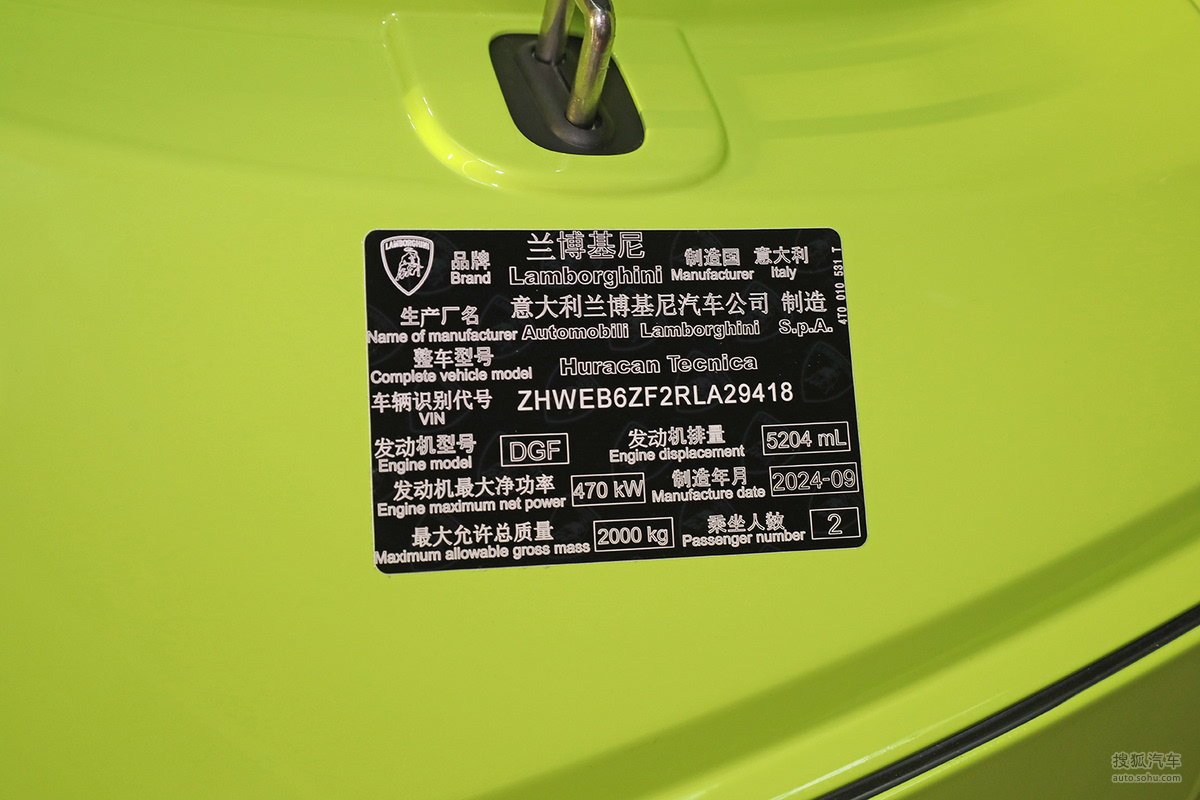 LAMBORGHINI
品牌 兰博基尼 制造国 意大利
Brand Lamborghini Manufacturer Italy
4T0 010 531 T
生产厂名 意大利兰博基尼汽车公司 制造
Name of manufacturer Automobili Lamborghini S.p.A.
整车型号
Complete vehicle model Huracan Tecnica
车辆识别代号 ZHWEB6ZF2RLA29418
VIN
发动机型号 DGF 发动机排量 5204 mL
Engine model Engine displacement
发动机最大净功率 470 kW 制造年月 2024-09
Engine maximum net power Manufacture date
最大允许总质量 2000 kg 乘坐人数 2
Maximum allowable gross mass Passenger number
搜狐汽车
auto.sohu.com